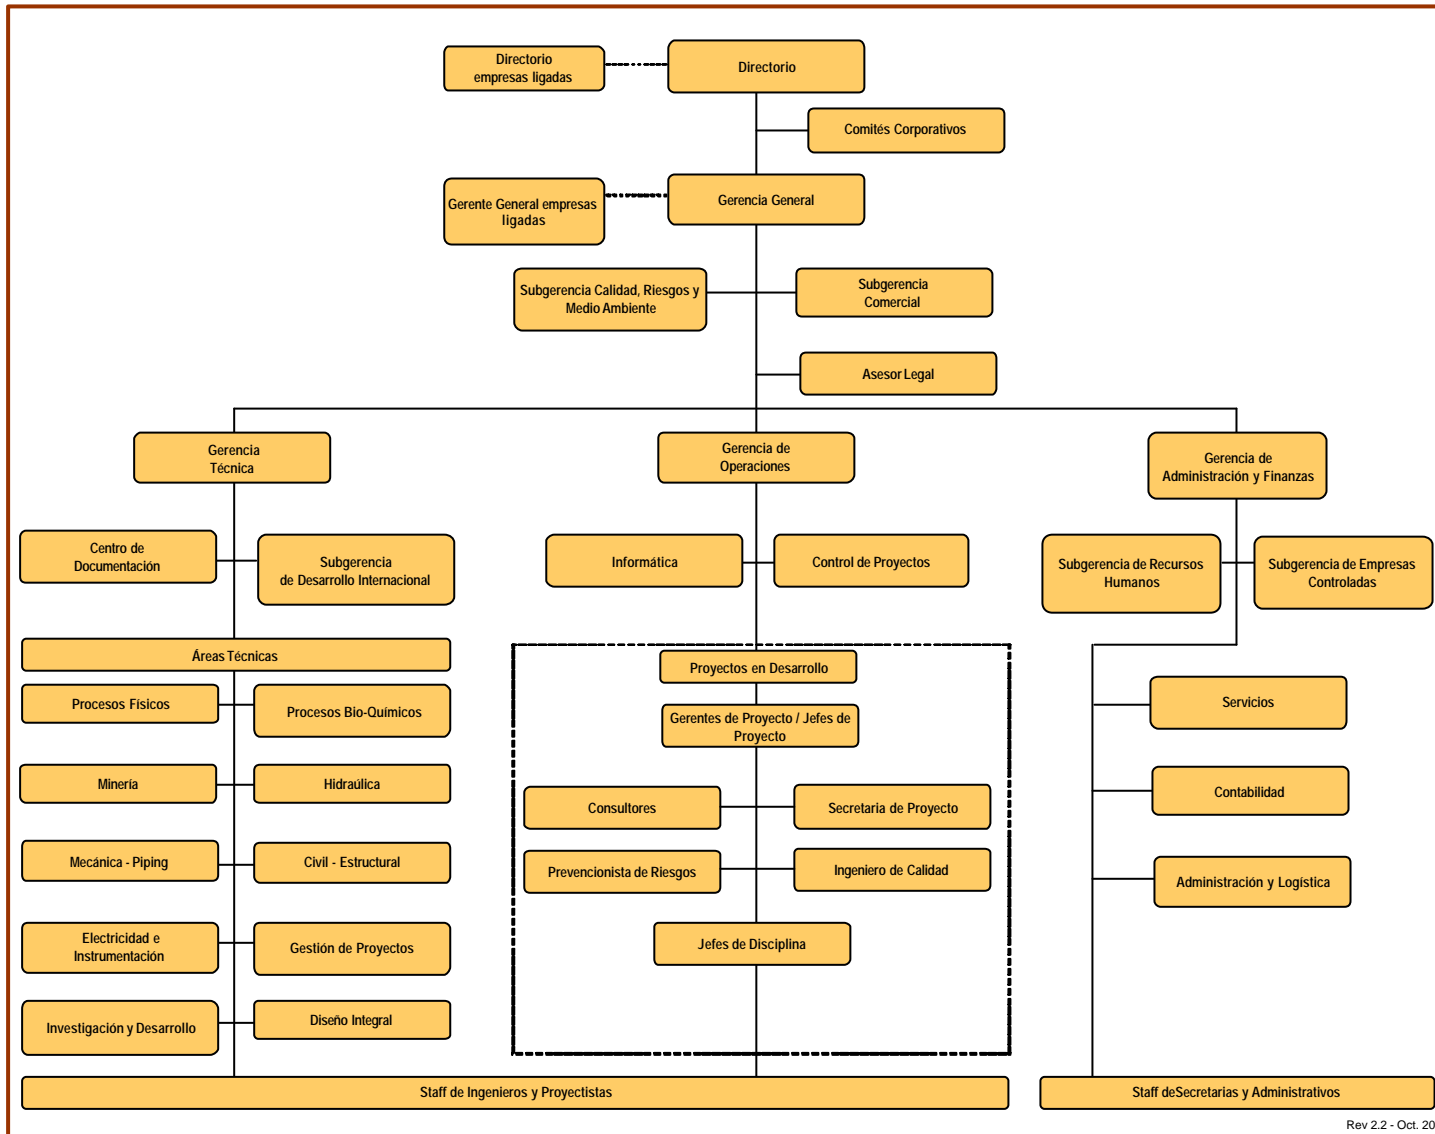 Directorio
empresas ligadas
Directorio
Comités Corporativos
Gerente General empresas
ligadas
Gerencia General
Subgerencia Calidad, Riesgos y
Medio Ambiente
Subgerencia
Comercial
Asesor Legal
Gerencia
Técnica
Gerencia de
Operaciones
Gerencia de
Administración y Finanzas
Centro de
Documentación
Subgerencia
de Desarrollo Internacional
Informática
Control de Proyectos
Subgerencia de Recursos
Humanos
Subgerencia de Empresas
Controladas
Áreas Técnicas
Proyectos en Desarrollo
Procesos Físicos
Procesos Bio-Químicos
Gerentes de Proyecto / Jefes de
Proyecto
Servicios
Minería
Hidraúlica
Consultores
Secretaria de Proyecto
Contabilidad
Mecánica - Piping
Civil - Estructural
Prevencionista de Riesgos
Ingeniero de Calidad
Administración y Logística
Electricidad e
Instrumentación
Gestión de Proyectos
Jefes de Disciplina
Investigación y Desarrollo
Diseño Integral
Staff de Ingenieros y Proyectistas
Staff deSecretarias y Administrativos
Rev 2.2 - Oct. 20